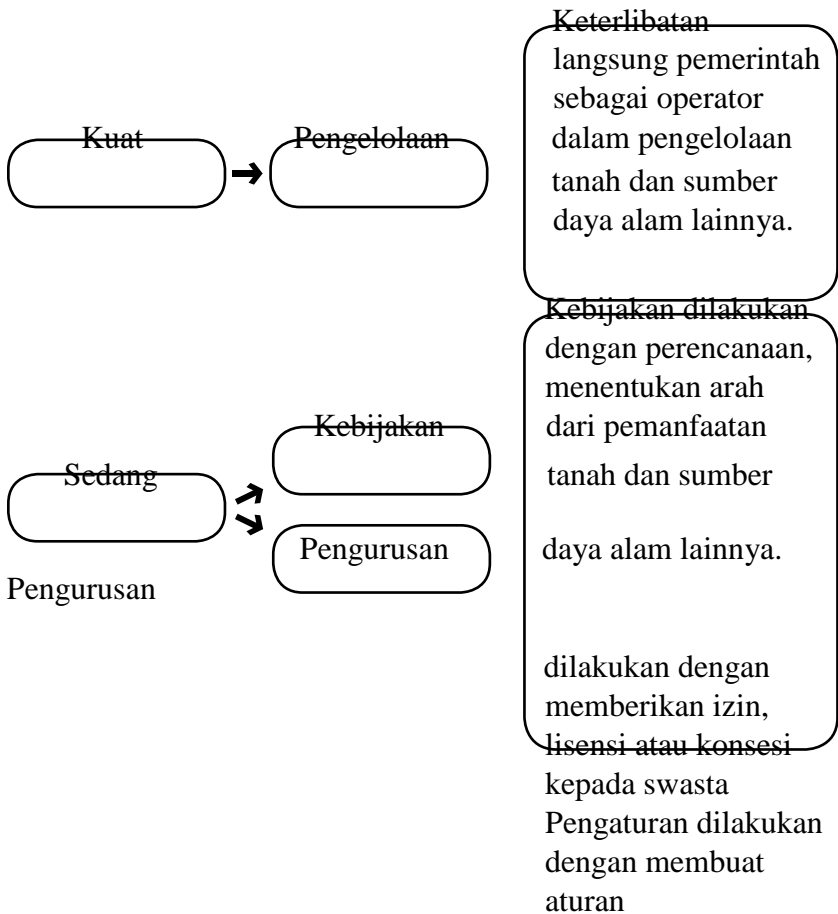 Kuat
Pengelolaan
Keterlibatan
langsung pemerintah
sebagai operator
dalam pengelolaan
tanah dan sumber
daya alam lainnya.
Sedang
Kebijakan
Pengurusan
Pengurusan
Kebijakan dilakukan
dengan perencanaan,
menentukan arah
dari pemanfaatan
tanah dan sumber
daya alam lainnya.
dilakukan dengan
memberikan izin,
lisensi atau konsesi
kepada swasta
Pengaturan dilakukan
dengan membuat
aturan